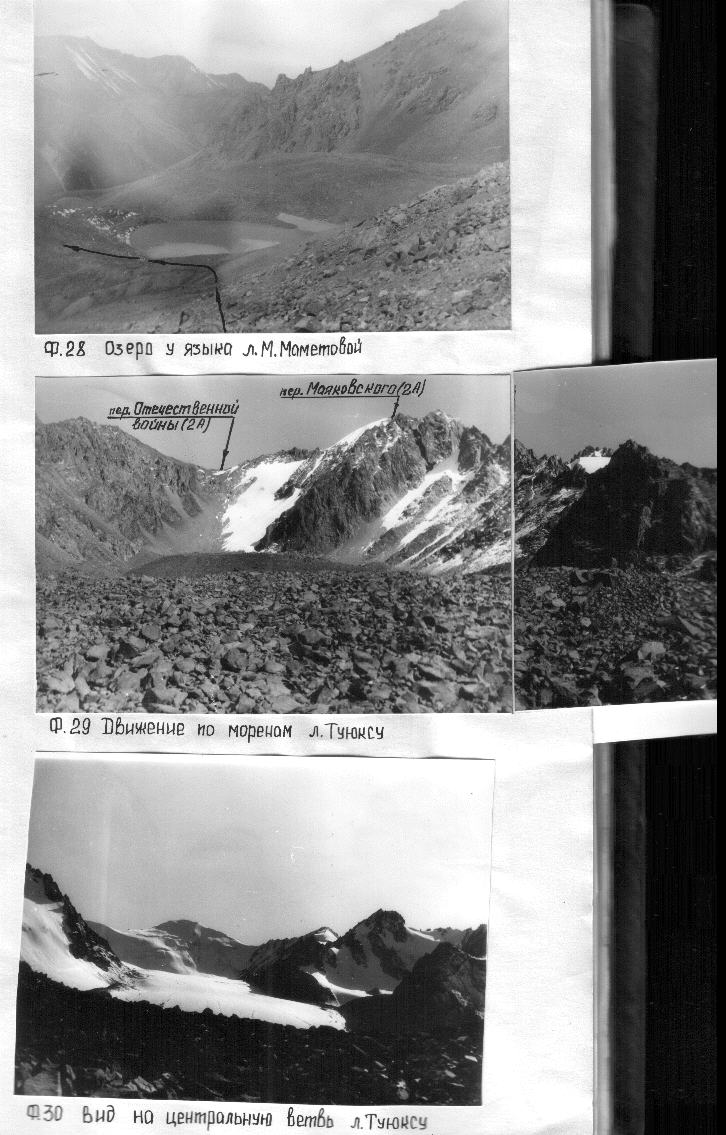 Ф.28 Озеро у языка л.М.Маметовой
пер. Отечественной
войны(2А)
пер. Маяковского(2А)
Ф.29 Движение по моренам л.Туюксу
Ф.30 Вид на центральную ветвь л.Туюксу